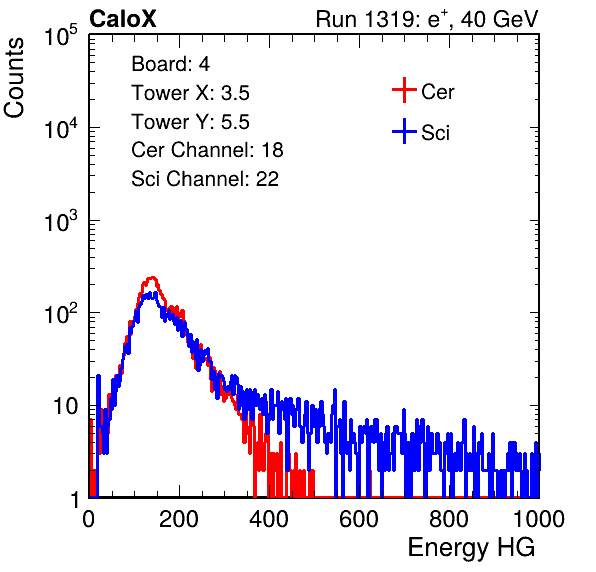 CaloX Run 1319: e⁺, 40 GeV
Counts
10⁵
10⁴
10³
10²
10
1
Board: 4
Tower X: 3.5
Tower Y: 5.5
Cer Channel: 18
Sci Channel: 22
Cer
Sci
0 200 400 600 800 1000
Energy HG